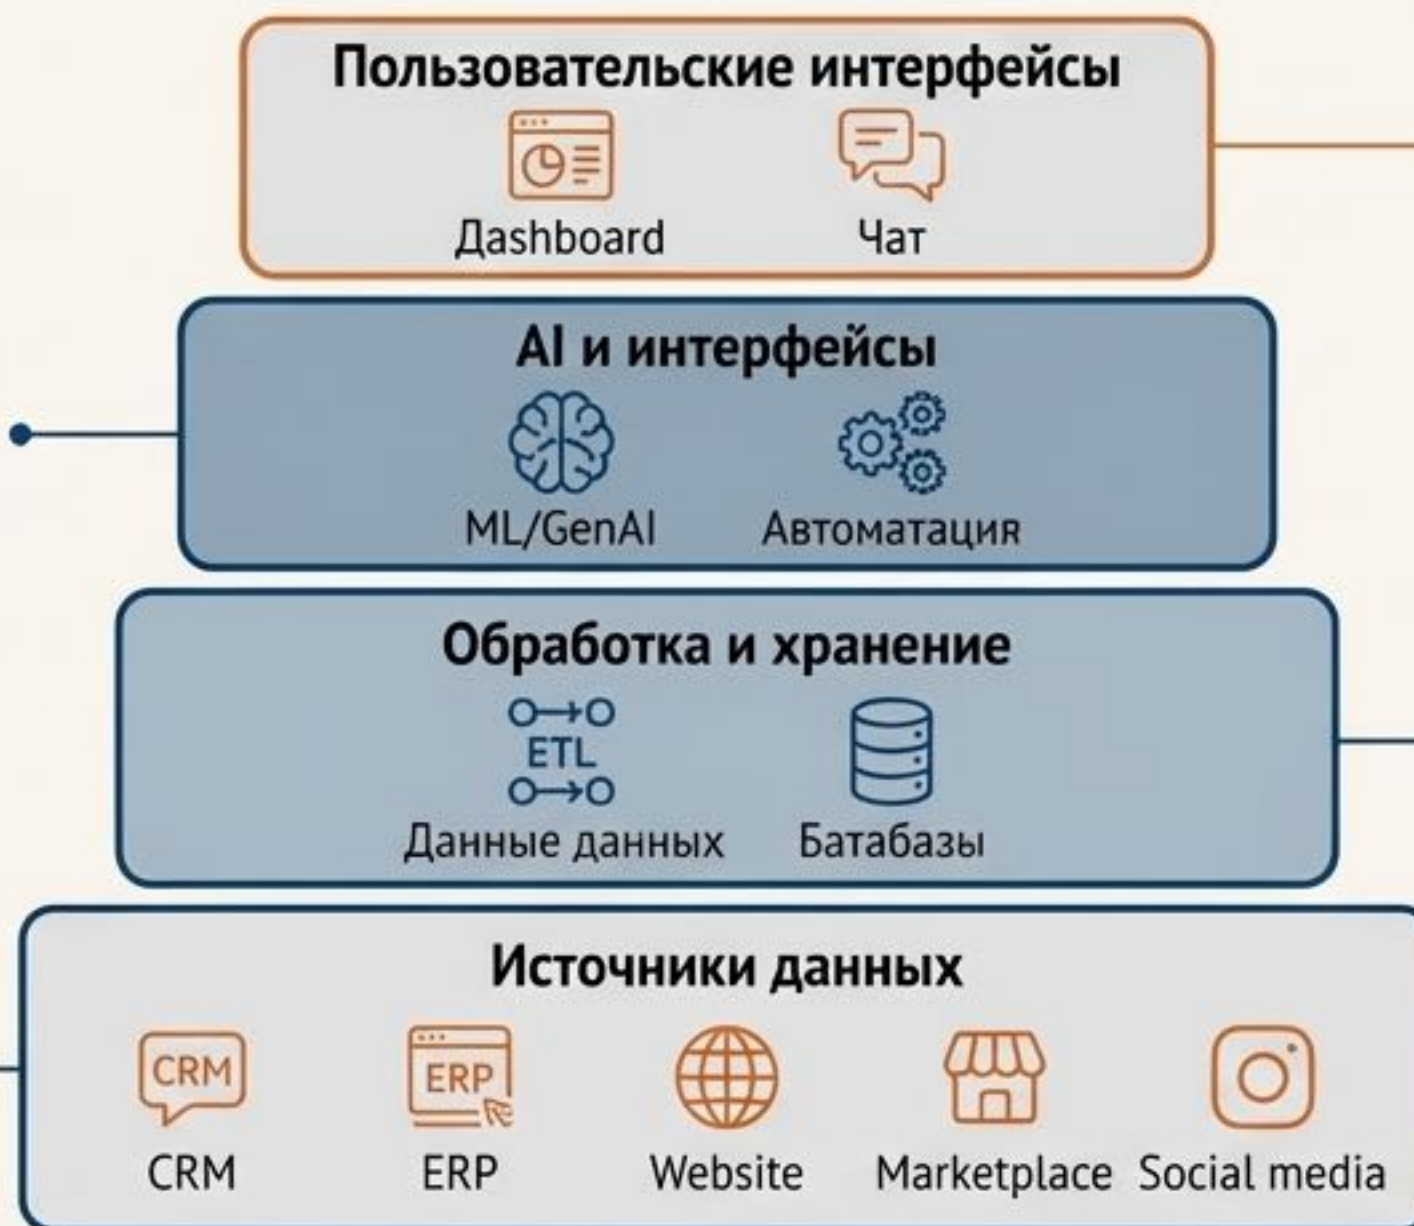 Пользовательские интерфейсы
Дashboard Чат
AI и интерфейсы
ML/GenAI Автоматация
Обработка и хранение
ETL
Данные данных Батабазы
Источники данных
CRM ERP
CRM ERP Website Marketplace Social media